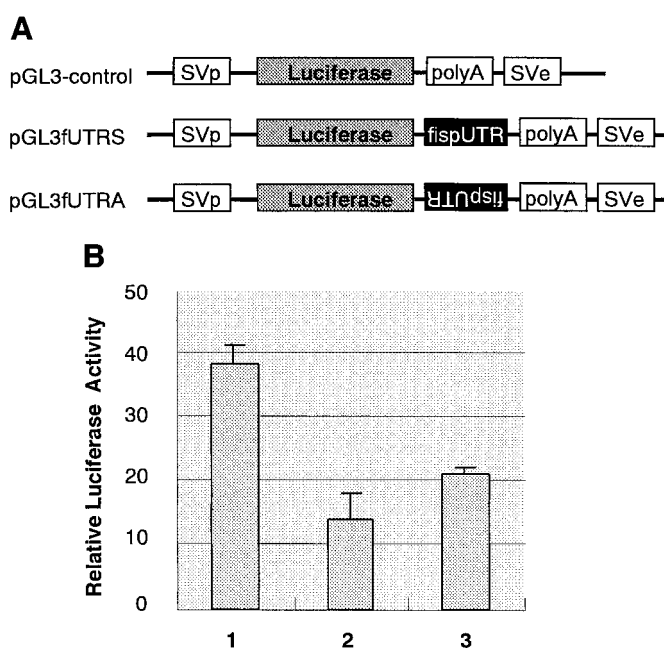 A
pGL3-control SVp Luciferase polyA SVe
pGL3fUTRS SVp Luciferase fispUTR polyA SVe
pGL3fUTRA SVp Luciferase fispUTR polyA SVe
B
Relative Luciferase Activity
50
40
30
20
10
0
1 2 3